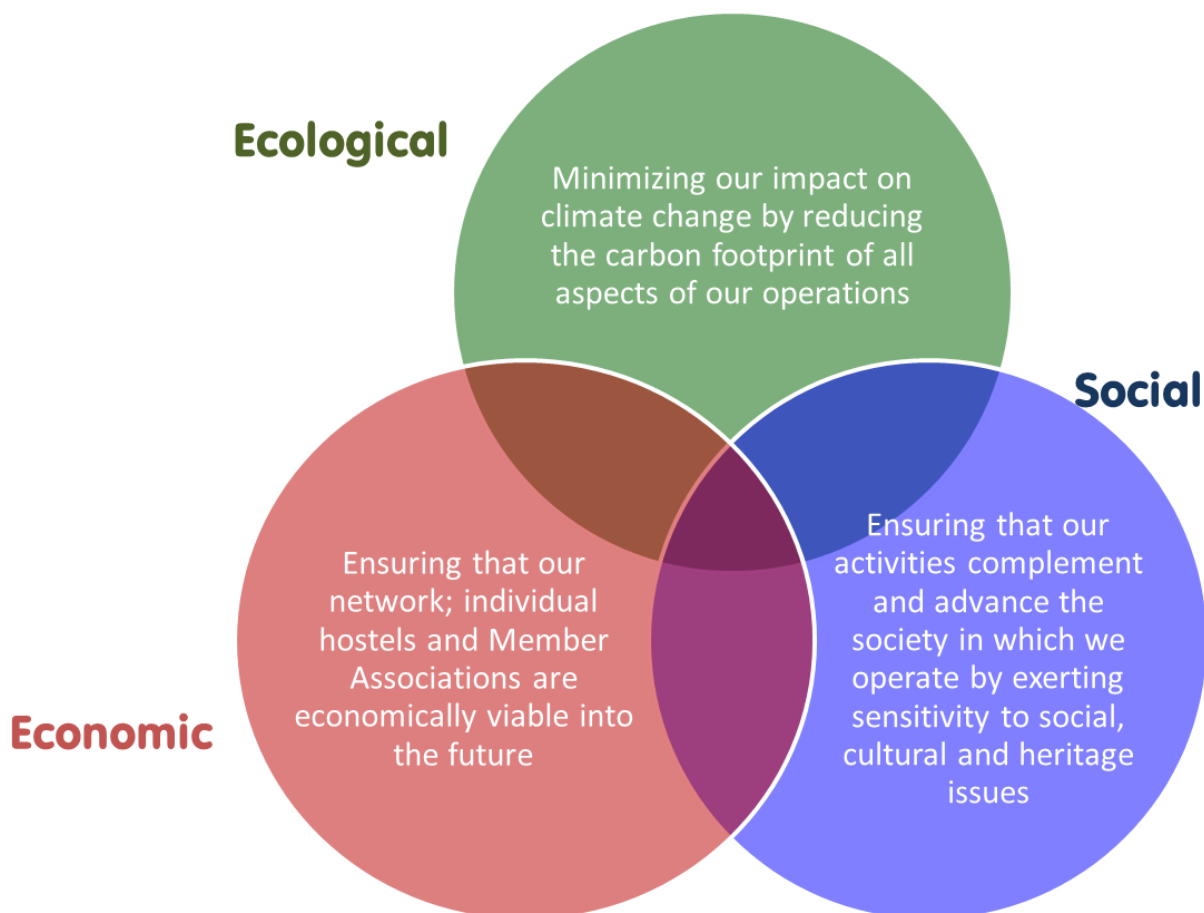 Ecological
Minimizing our impact on
climate change by reducing
the carbon footprint of all
aspects of our operations
Social
Ensuring that our
activities complement
and advance the
society in which we
operate by exerting
sensitivity to social,
cultural and heritage
issues
Economic
Ensuring that our
network; individual
hostels and Member
Associations are
economically viable into
the future